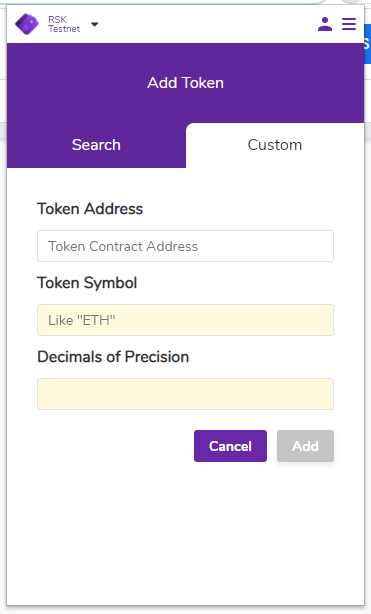 RSK
Testnet
Add Token
Search
Custom
Token Address
Token Contract Address
Token Symbol
Like "ETH"
Decimals of Precision
Cancel
Add
S